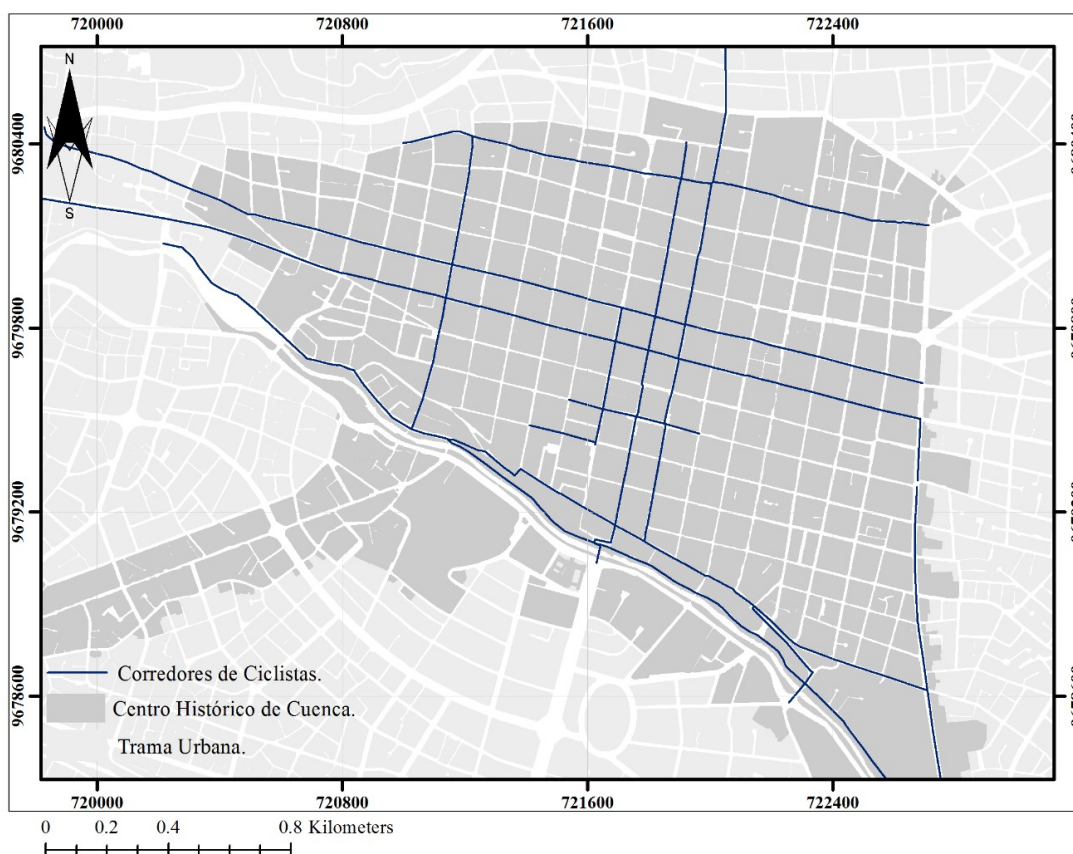 720000 720800 721600 722400
N
S
9680400 9680400
9679800
9679200
9678600
Corredores de Ciclistas.
Centro Histórico de Cuenca.
Trama Urbana.
720000 720800 721600 722400
0 0.2 0.4 0.8 Kilometers